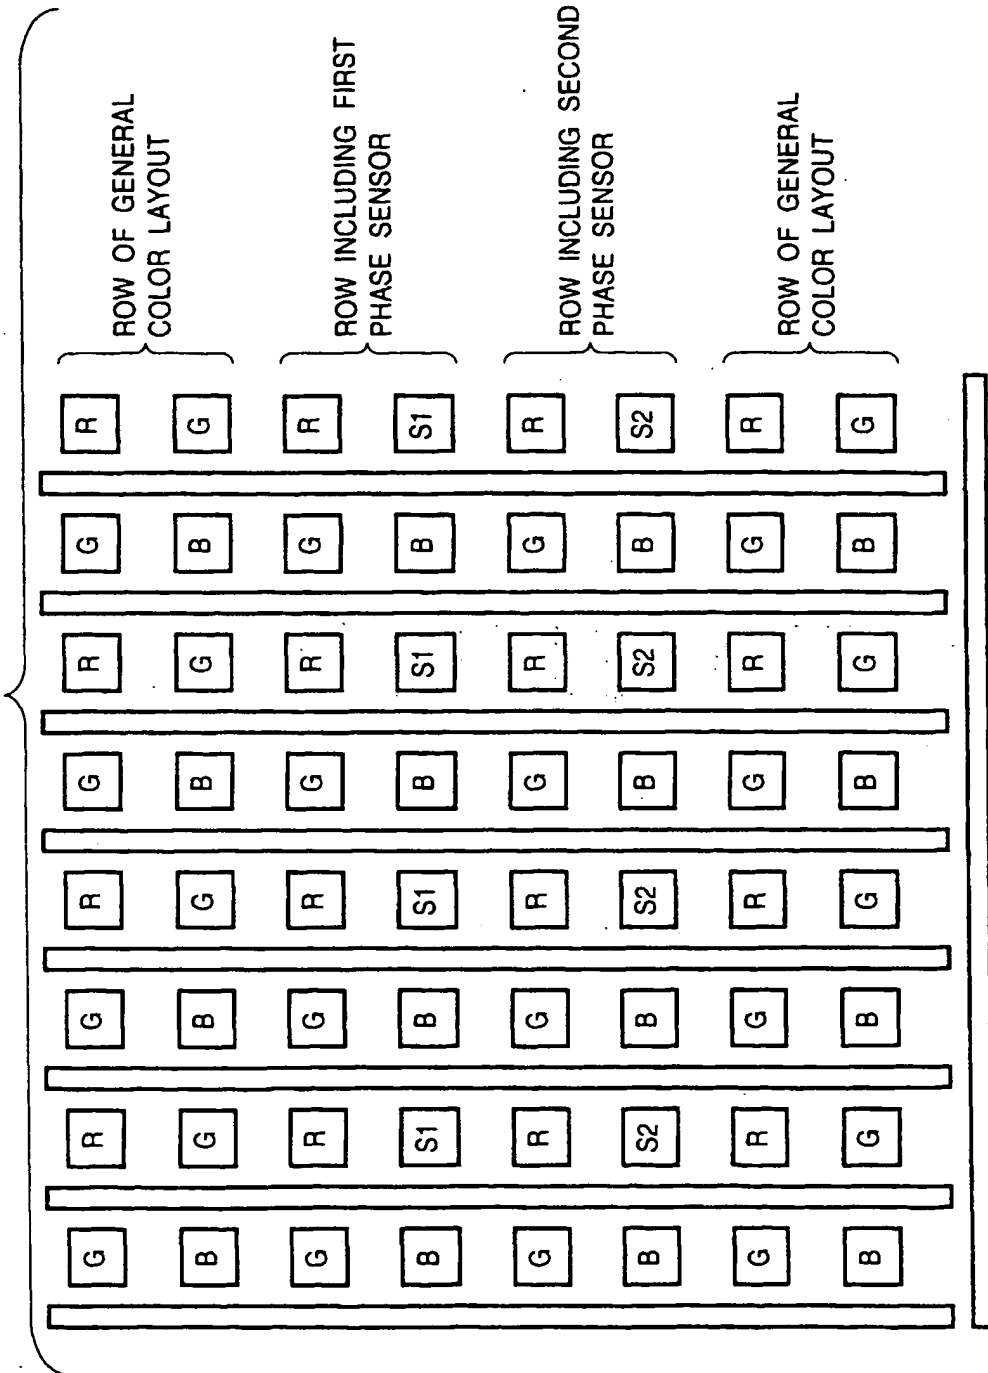 G R G R G R G R
ROW OF GENERAL
COLOR LAYOUT
B G B G B G B G
G R G R G R G R
ROW INCLUDING FIRST
PHASE SENSOR
B S1 B S1 B S1 B S1
G R G R G R G R
ROW INCLUDING SECOND
PHASE SENSOR
B S2 B S2 B S2 B S2
G R G R G R G R
ROW OF GENERAL
COLOR LAYOUT
B G B G B G B G